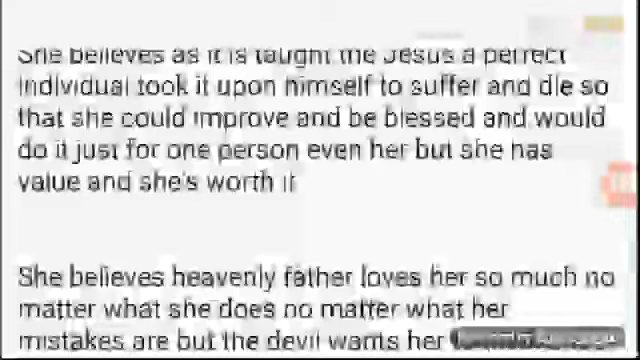 She believes as it is taught the Jesus a perfect
individual took it upon himself to suffer and die so
that she could improve and be blessed and would
do it just for one person even her but she has
value and she's worth it
She believes heavenly father loves her so much no
matter what she does no matter what her
mistakes are but the devil wants her